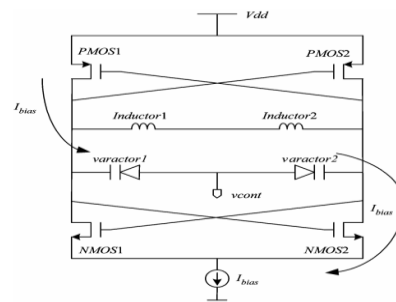 Vdd
PMOS1
PMOS2
Ibias
Inductor1
Inductor2
varactor1
varactor2
vcont
Ibias
NMOS1
NMOS2
Ibias